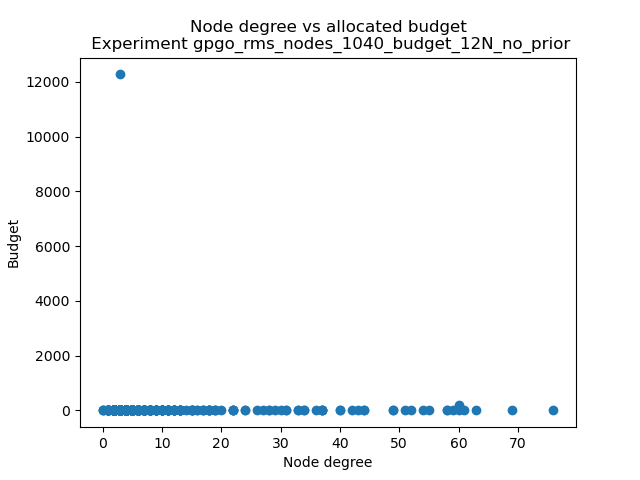 Node degree vs allocated budget
Experiment gpgo_rms_nodes_1040_budget_12N_no_prior
12000
10000
8000
6000
4000
2000
0
Budget
0 10 20 30 40 50 60 70
Node degree